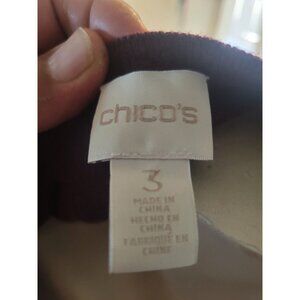 chico's
3
MADE IN
CHINA
HECHO EN
CHINA
FABRIQUÉ EN
CHINE